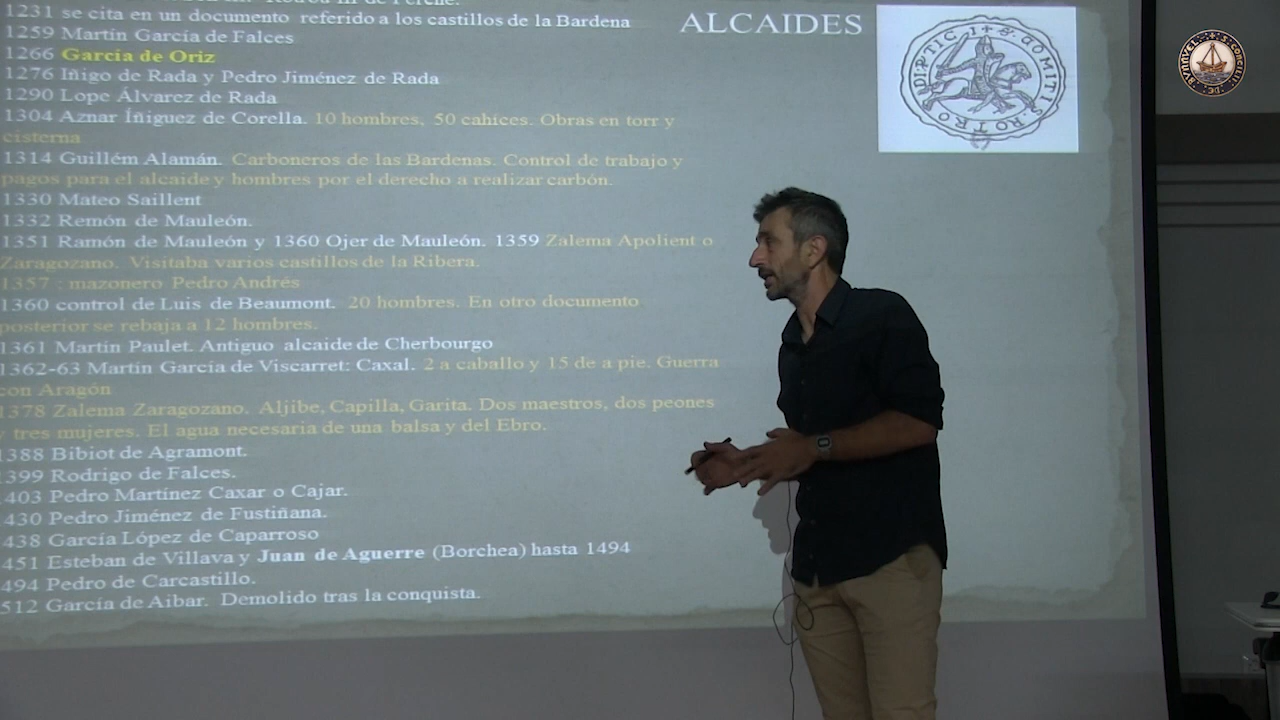 Rotrou III de Perche.
1231 se cita en un documento referido a los castillos de la Bardena
1259 Martín García de Falces
1266 García de Oriz
1276 Iñigo de Rada y Pedro Jiménez de Rada
1290 Lope Álvarez de Rada
1304 Aznar Íñiguez de Corella. 10 hombres, 50 cahíces. Obras en torr y
cisterna
1314 Guillém Alamán. Carboneros de las Bardenas. Control de trabajo y
pagos para el alcaide y hombres por el derecho a realizar carbón.
1330 Mateo Saillent
1332 Remón de Mauleón.
1351 Ramón de Mauleón y 1360 Ojer de Mauleón. 1359 Zalema Apolient o
Zaragozano. Visitaba varios castillos de la Ribera.
1357 : mazonero Pedro Andrés
1360 control de Luis de Beaumont. 20 hombres. En otro documento
posterior se rebaja a 12 hombres.
1361 Martin Paulet. Antiguo alcaide de Cherbourgo
1362-63 Martín García de Viscarret: Caxal. 2 a caballo y 15 de a pie. Guerra
con Aragón
1378 Zalema Zaragozano. Aljibe, Capilla, Garita. Dos maestros, dos peones
y tres mujeres. El agua necesaria de una balsa y del Ebro.
1388 Bibiot de Agramont.
1399 Rodrigo de Falces.
1403 Pedro Martínez Caxar o Cajar.
430 Pedro Jiménez de Fustiñana.
438 García López de Caparroso
451 Esteban de Villava y Juan de Aguerre (Borchea) hasta 1494
494 Pedro de Carcastillo.
512 García de Aibar. Demolido tras la conquista.
ALCAIDES